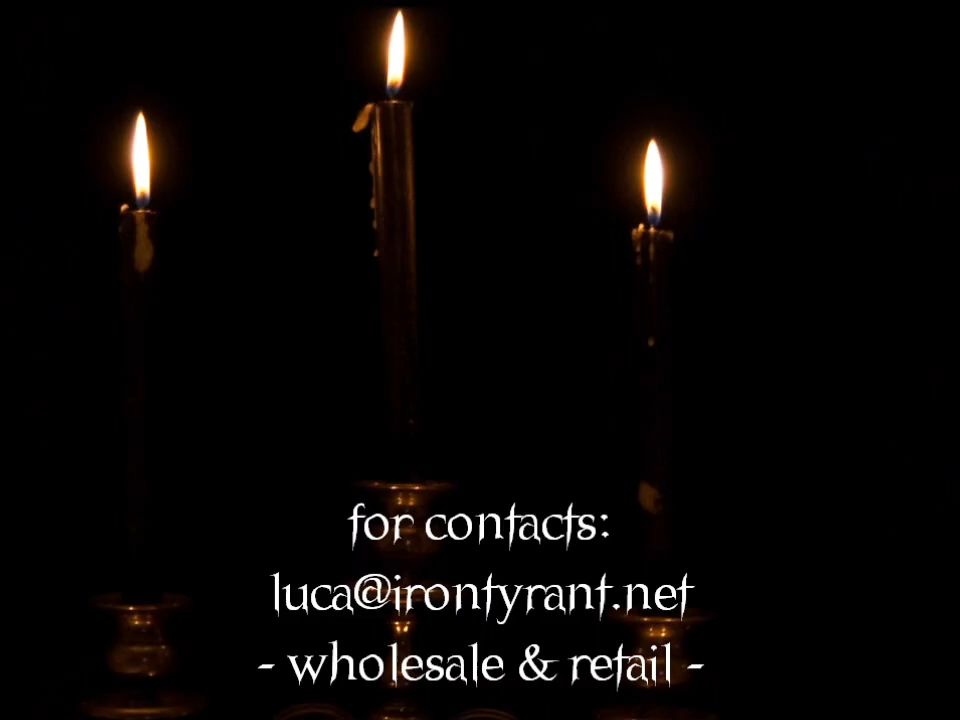 for contacts:
luca@irontyrant.net
- wholesale & retail -